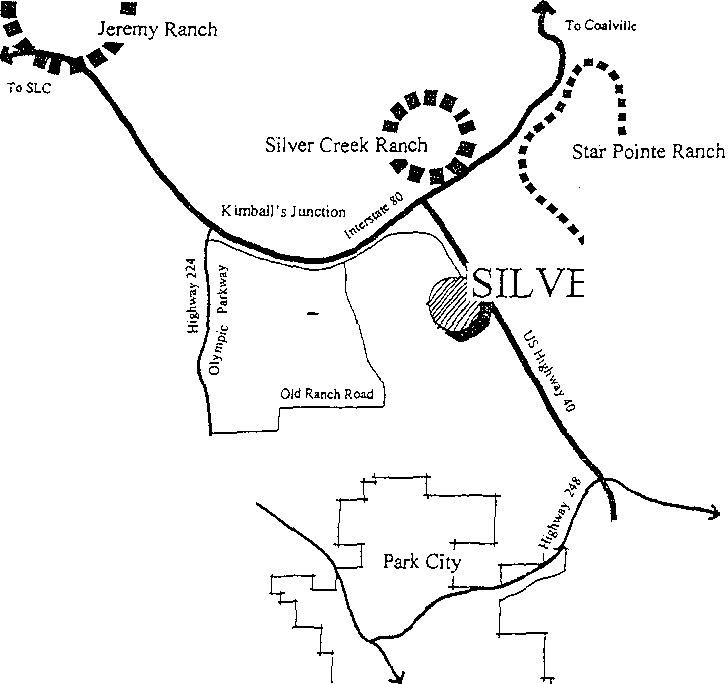 Jeremy Ranch
To Coalville
To SLC
Silver Creek Ranch
Star Pointe Ranch
Kimball's Junction
Interstate 80
Highway 224
Olympic Parkway
SILVE
US Highway 40
Old Ranch Road
Highway 248
Park City